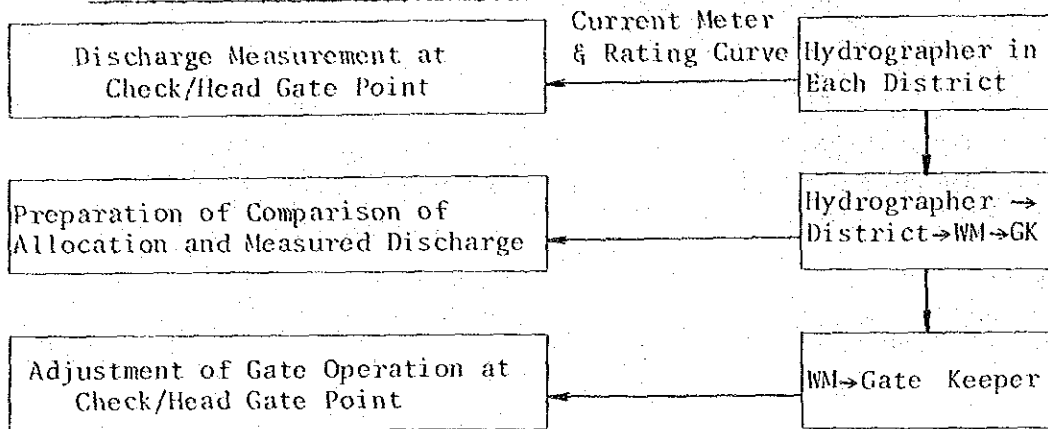 Current Meter
& Rating Curve
Discharge Measurement at
Check/Head Gate Point
Hydrographer in
Each District
Preparation of Comparison of
Allocation and Measured Discharge
Hydrographer →
District→WM→GK
Adjustment of Gate Operation at
Check/Head Gate Point
WM→Gate Keeper